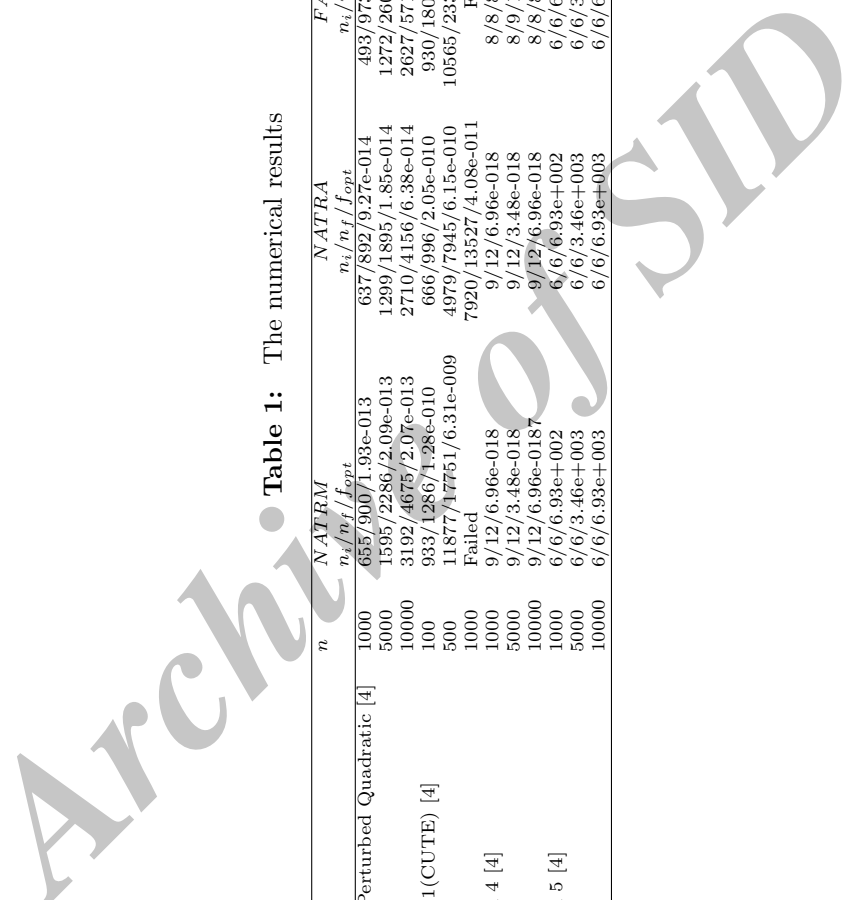 Table 1: The numerical results
n NATRM NATRA FA
n_i/n_f/f_opt n_i/n_f/f_opt n_i/
Perturbed Quadratic [4] 1000 655/900/1.93e-013 637/892/9.27e-014 493/973
5000 1595/2286/2.09e-013 1299/1895/1.85e-014 1272/260
10000 3192/4675/2.07e-013 2710/4156/6.38e-014 2627/577
1(CUTE) [4] 100 933/1286/1.28e-010 666/996/2.05e-010 930/180
500 11877/17751/6.31e-009 4979/7945/6.15e-010 10565/233
1000 Failed 7920/13527/4.08e-011 F
4 [4] 1000 9/12/6.96e-018 9/12/6.96e-018 8/8/8
5000 9/12/3.48e-018 9/12/3.48e-018 8/9/
10000 9/12/6.96e-0187 9/12/6.96e-018 8/8/8
5 [4] 1000 6/6/6.93e+002 6/6/6.93e+002 6/6/6
5000 6/6/3.46e+003 6/6/3.46e+003 6/6/3
10000 6/6/6.93e+003 6/6/6.93e+003 6/6/6
Archive of SID